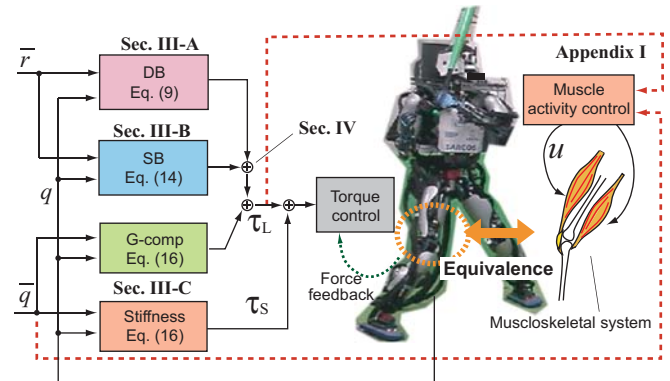 Sec. III-A
r
DB
Eq. (9)
Sec. III-B
SB
Eq. (14)
Sec. IV
q
G-comp
Eq. (16)
q
Sec. III-C
Stiffness
Eq. (16)
τL
τS
Torque
control
Force
feedback
SARCOS
Equivalence
Appendix I
Muscle
activity control
u
Muscloskeletal system